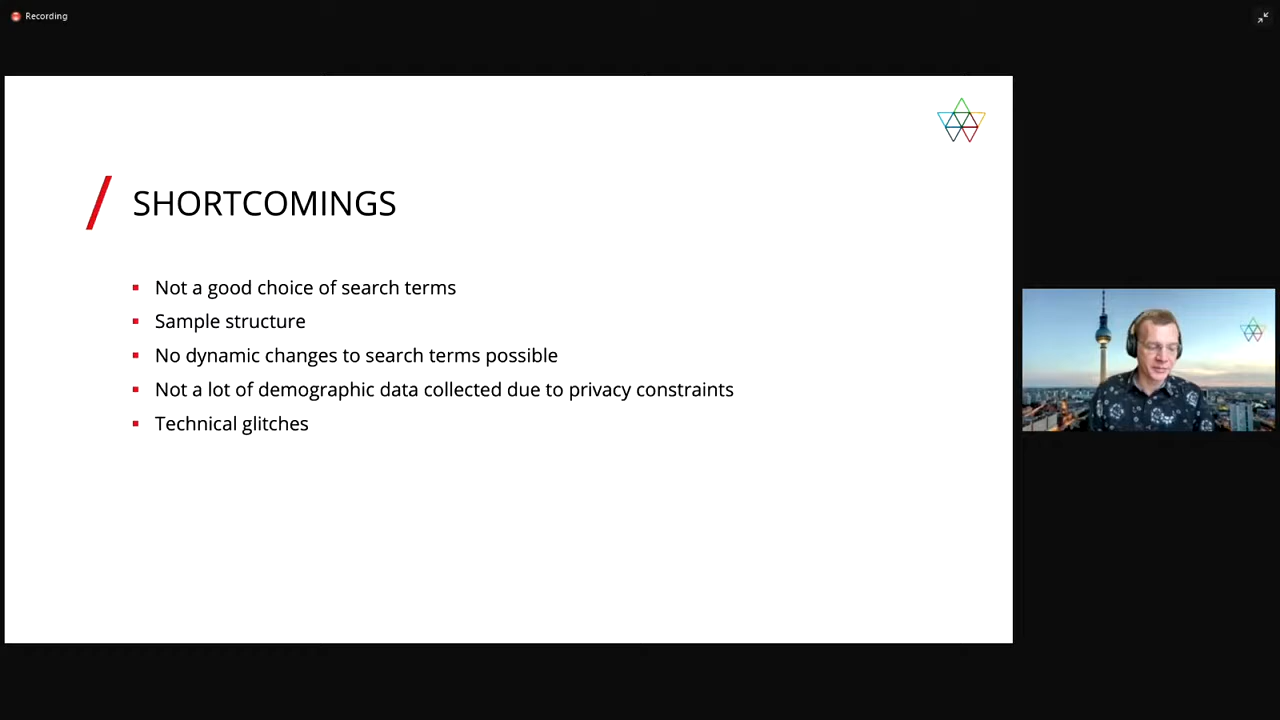 Recording
SHORTCOMINGS
Not a good choice of search terms
Sample structure
No dynamic changes to search terms possible
Not a lot of demographic data collected due to privacy constraints
Technical glitches